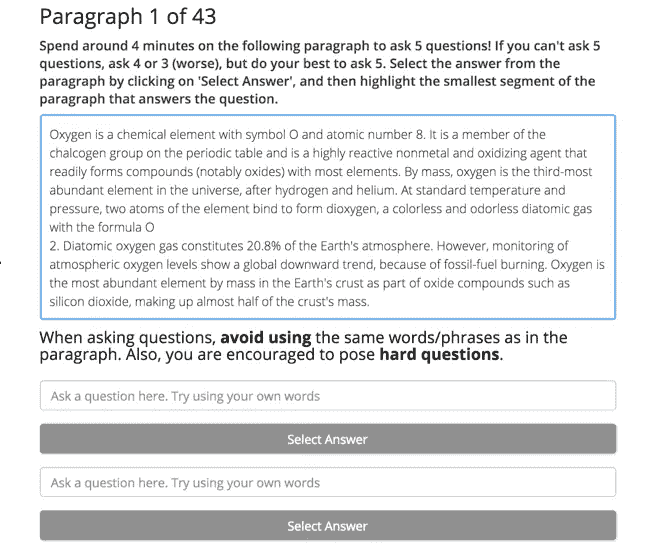 Paragraph 1 of 43
Spend around 4 minutes on the following paragraph to ask 5 questions! If you can't ask 5
questions, ask 4 or 3 (worse), but do your best to ask 5. Select the answer from the
paragraph by clicking on 'Select Answer', and then highlight the smallest segment of the
paragraph that answers the question.
Oxygen is a chemical element with symbol O and atomic number 8. It is a member of the
chalcogen group on the periodic table and is a highly reactive nonmetal and oxidizing agent that
readily forms compounds (notably oxides) with most elements. By mass, oxygen is the third-most
abundant element in the universe, after hydrogen and helium. At standard temperature and
pressure, two atoms of the element bind to form dioxygen, a colorless and odorless diatomic gas
with the formula O
2. Diatomic oxygen gas constitutes 20.8% of the Earth's atmosphere. However, monitoring of
atmospheric oxygen levels show a global downward trend, because of fossil-fuel burning. Oxygen is
the most abundant element by mass in the Earth's crust as part of oxide compounds such as
silicon dioxide, making up almost half of the crust's mass.
When asking questions, avoid using the same words/phrases as in the
paragraph. Also, you are encouraged to pose hard questions.
Ask a question here. Try using your own words
Select Answer
Ask a question here. Try using your own words
Select Answer